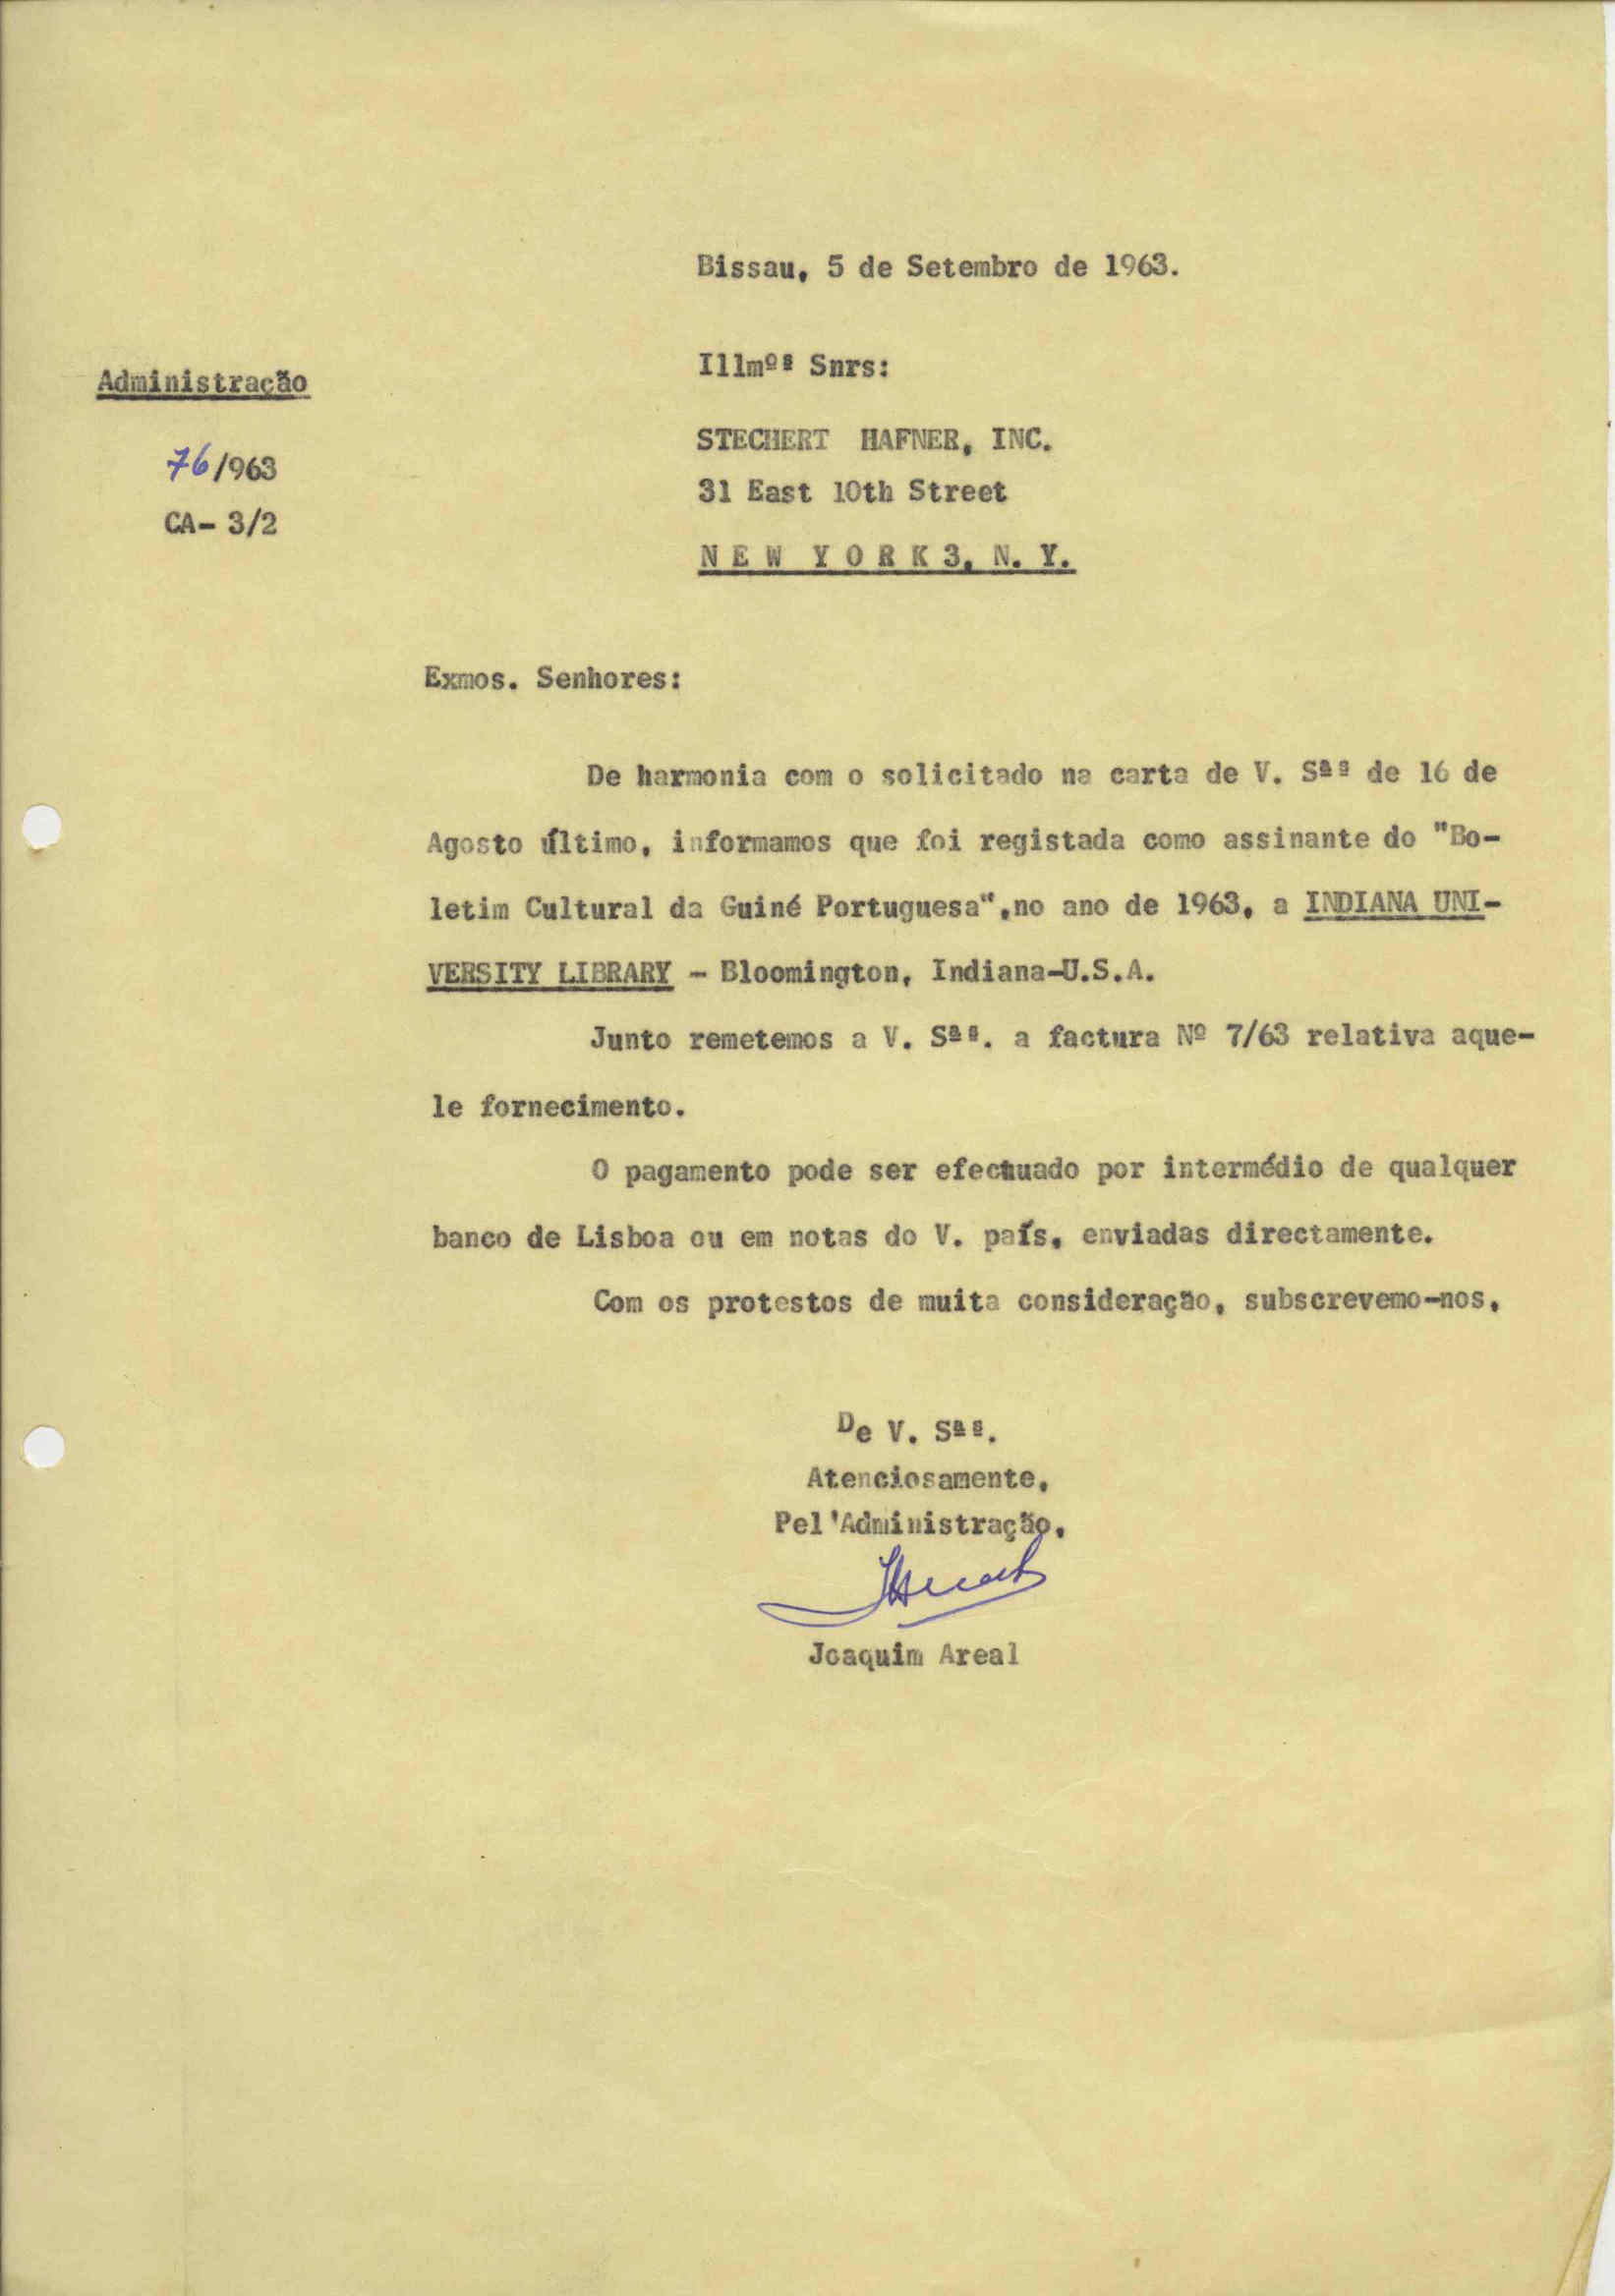 Bissau, 5 de Setembro de 1963.
Administração
76/963
CA- 3/2
Illmºˢ Snrs:
STECHERT HAFNER, INC.
31 East 10th Street
N E W Y O R K 3, N. Y.
Exmos. Senhores:
De harmonia com o solicitado na carta de V. Sªˢ de 16 de
Agosto último, informamos que foi registada como assinante do "Bo-
letim Cultural da Guiné Portuguesa",no ano de 1963, a INDIANA UNI-
VERSITY LIBRARY - Bloomington, Indiana-U.S.A.
Junto remetemos a V. Sªˢ. a factura Nº 7/63 relativa aque-
le fornecimento.
O pagamento pode ser efectuado por intermédio de qualquer
banco de Lisboa ou em notas do V. país, enviadas directamente.
Com os protestos de muita consideração, subscrevemo-nos,
De V. Sªˢ.
Atenciosamente,
Pel'Administração,
Joaquim Areal